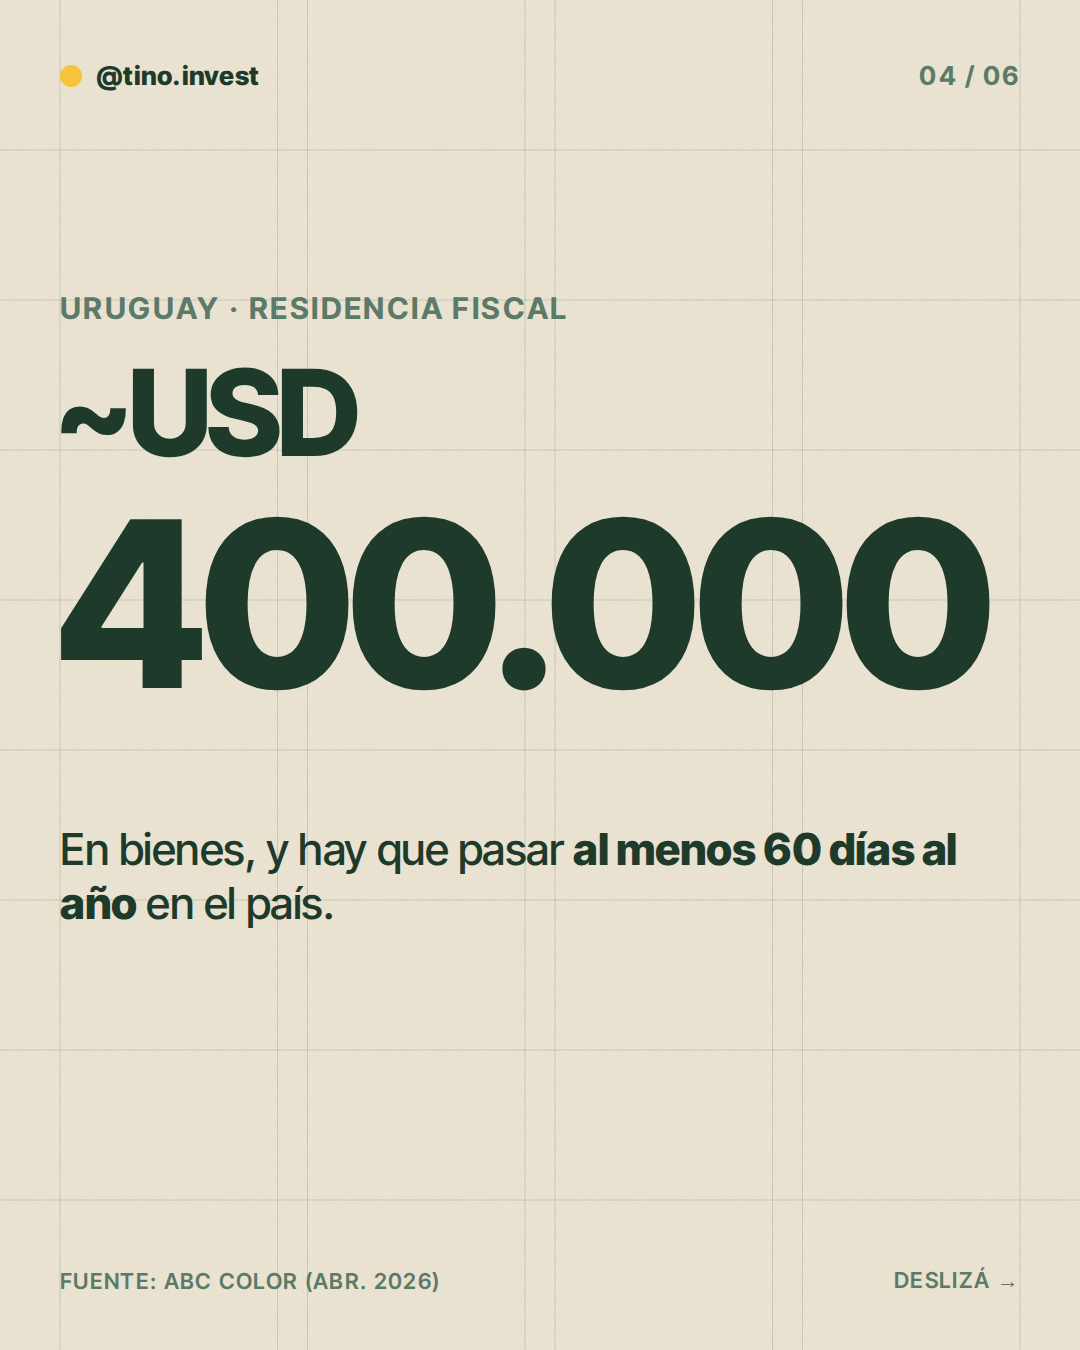 @tino.invest
04 / 06
URUGUAY · RESIDENCIA FISCAL
~USD
400.000
En bienes, y hay que pasar al menos 60 días al
año en el país.
FUENTE: ABC COLOR (ABR. 2026)
DESLIZÁ →